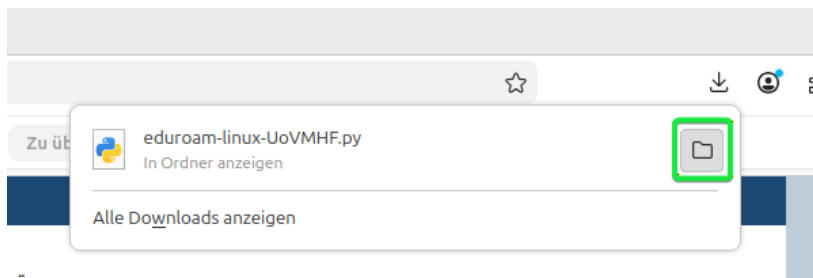 Zu üb
eduroam-linux-UoVMHF.py
In Ordner anzeigen
Alle Downloads anzeigen